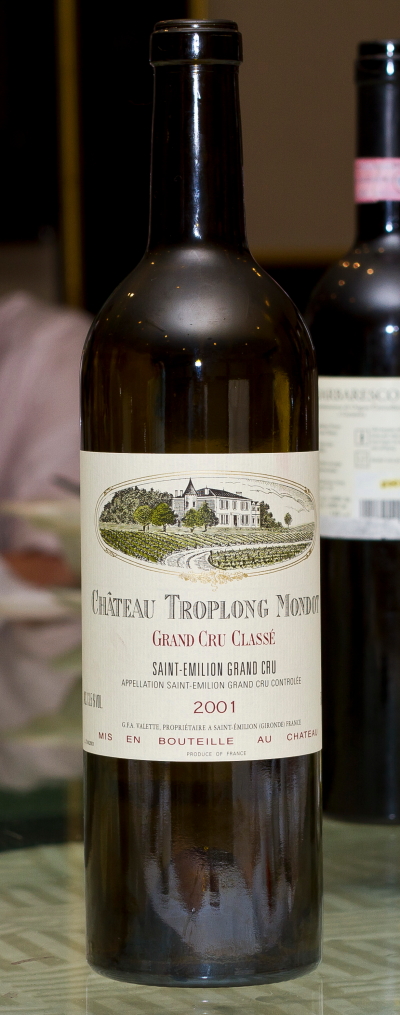 CHÂTEAU TROPLONG MONDOT
GRAND CRU CLASSÉ
SAINT-EMILION GRAND CRU
APPELLATION SAINT-EMILION GRAND CRU CONTRÔLÉE
2001
G.F.A. VALETTE, PROPRIÉTAIRE A SAINT-ÉMILION (GIRONDE) FRANCE
MIS EN BOUTEILLE AU CHATEAU
PRODUCE OF FRANCE
BARBARESCO